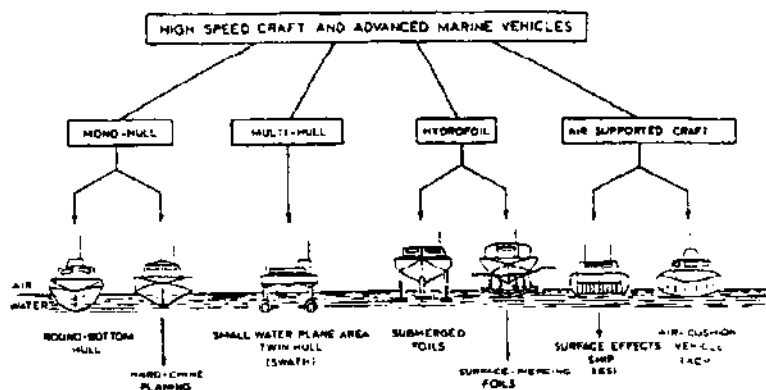 HIGH SPEED CRAFT AND ADVANCED MARINE VEHICLES
MONO-HULL
MULTI-HULL
HYDROFOIL
AIR SUPPORTED CRAFT
AIR
WATER
ROUND-BOTTOM
HULL
HARD-CHINE
PLANING
SMALL WATER PLANE AREA
TWIN HULL
(SWATH)
SUBMERGED
FOILS
SURFACE-PIERCING
FOILS
SURFACE EFFECTS
SHIP
(SES)
AIR-CUSHION
VEHICLE
(ACV)